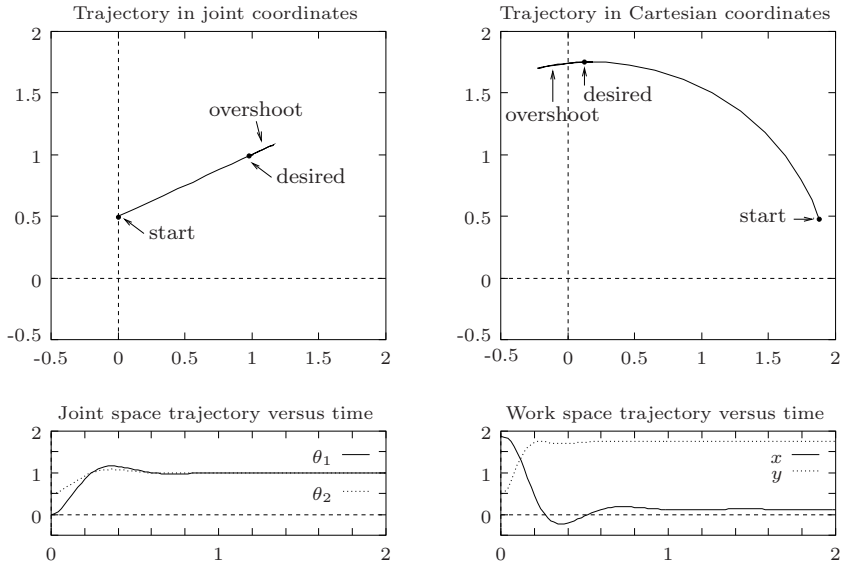 Trajectory in joint coordinates
2
1.5
1
0.5
0
-0.5
-0.5 0 0.5 1 1.5 2
overshoot
desired
start
Trajectory in Cartesian coordinates
2
1.5
1
0.5
0
-0.5
-0.5 0 0.5 1 1.5 2
desired
overshoot
start
Joint space trajectory versus time
2
1
0
0 1 2
θ1
θ2
Work space trajectory versus time
2
1
0
0 1 2
x
y